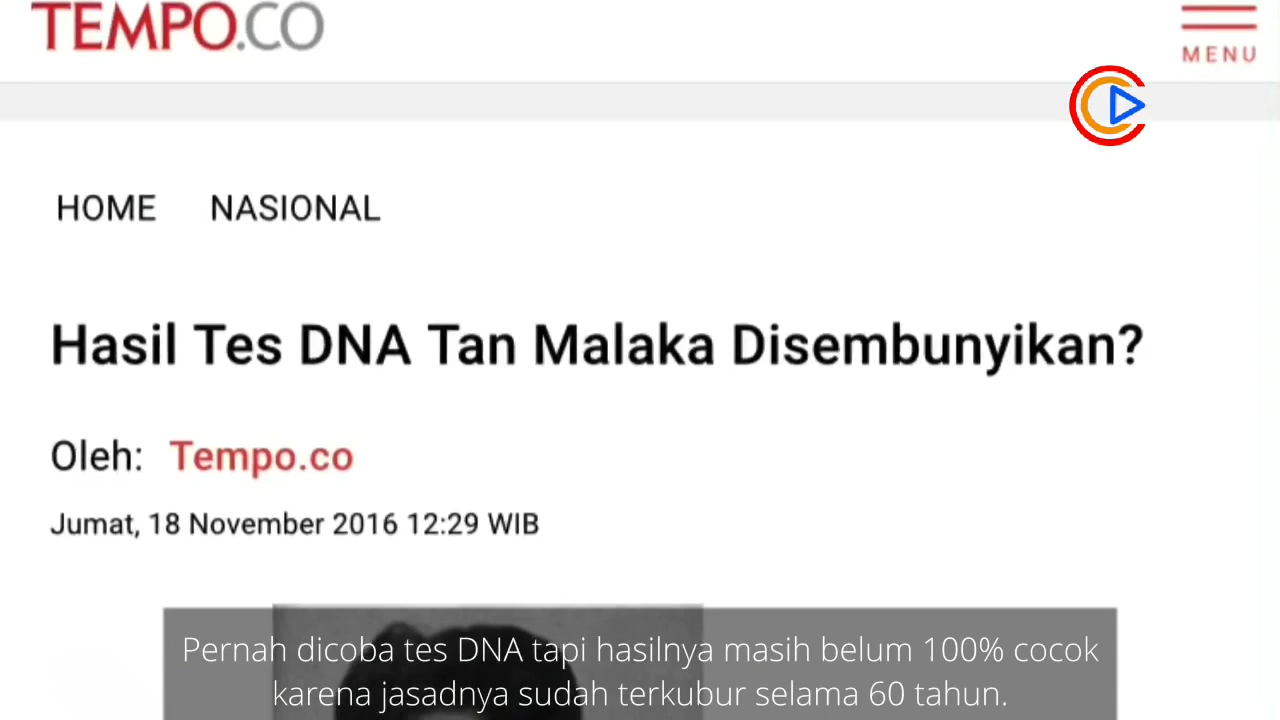 TEMPO.CO
MENU
HOME NASIONAL
Hasil Tes DNA Tan Malaka Disembunyikan?
Oleh: Tempo.co
Jumat, 18 November 2016 12:29 WIB
Pernah dicoba tes DNA tapi hasilnya masih belum 100% cocok
karena jasadnya sudah terkubur selama 60 tahun.